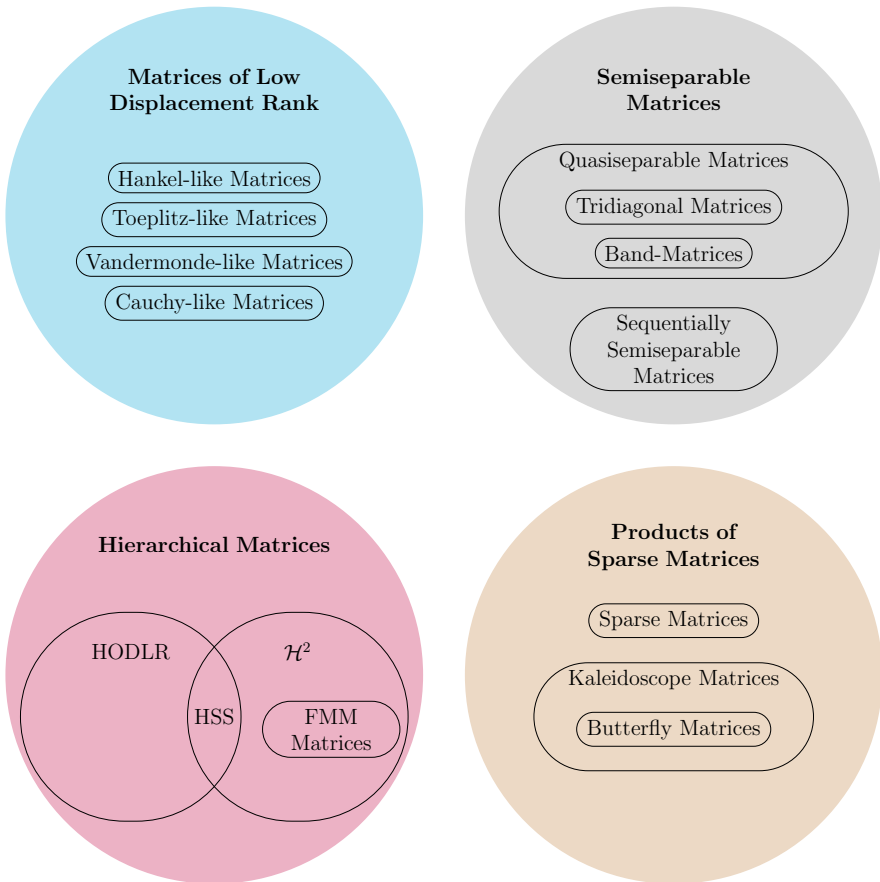 Matrices of Low
Displacement Rank
Hankel-like Matrices
Toeplitz-like Matrices
Vandermonde-like Matrices
Cauchy-like Matrices
Semiseparable
Matrices
Quasiseparable Matrices
Tridiagonal Matrices
Band-Matrices
Sequentially
Semiseparable
Matrices
Hierarchical Matrices
HODLR
HSS
ℋ²
FMM
Matrices
Products of
Sparse Matrices
Sparse Matrices
Kaleidoscope Matrices
Butterfly Matrices